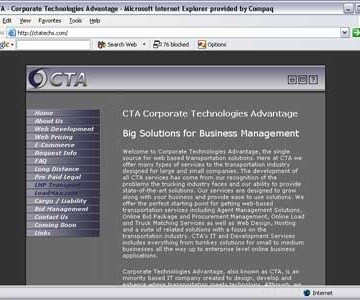 TA - Corporate Technologies Advantage - Microsoft Internet Explorer provided by Compaq
Edit View Favorites Tools Help
http://ctatechs.com/
gle Search Web 76 blocked Options
CTA
Home
About Us
Web Development
Web Pricing
E-Commerce
Request Info
FAQ
Long Distance
Pre Paid Legal
LMP Transport
LoadMax.com
Cargo / Liability
Bid Management
Contact Us
Coming Soon
Links
CTA Corporate Technologies Advantage
Big Solutions for Business Management
Welcome to Corporate Technologies Advantage, the single
source for web based transportation solutions. Here at CTA we
offer many types of services to the transportation industry
designed for large and small companies. The development of
all CTA services has come from our recognition of the
problems the trucking industry faces and our ability to provide
state-of-the-art solutions. Our services are designed to grow
along with your business and provide ease to use solutions. We
offer the perfect starting point for getting web-based
transportation services including Agent Management Solutions,
Online Bid Package and Procurement Management, Online Load
and Truck Matching Services as well as Web Design, Hosting
and a suite of related solutions with a focus on the
transportation industry. CTA's IT and Development Services
includes everything from turnkey solutions for small to medium
businesses all the way up to enterprise level online business
applications.
Corporate Technologies Advantage, also known as CTA, is an
minority based IT company created to design, develop and
enhance where transportation meets technology. Although, we
Internet